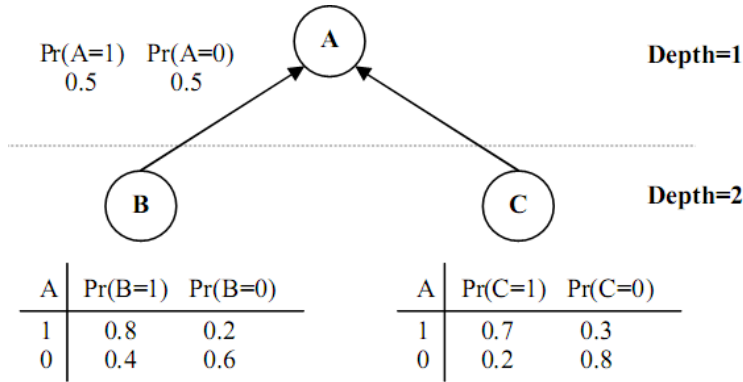 A
Pr(A=1) Pr(A=0)
0.5 0.5
Depth=1
B
C
Depth=2
A Pr(B=1) Pr(B=0)
1 0.8 0.2
0 0.4 0.6
A Pr(C=1) Pr(C=0)
1 0.7 0.3
0 0.2 0.8